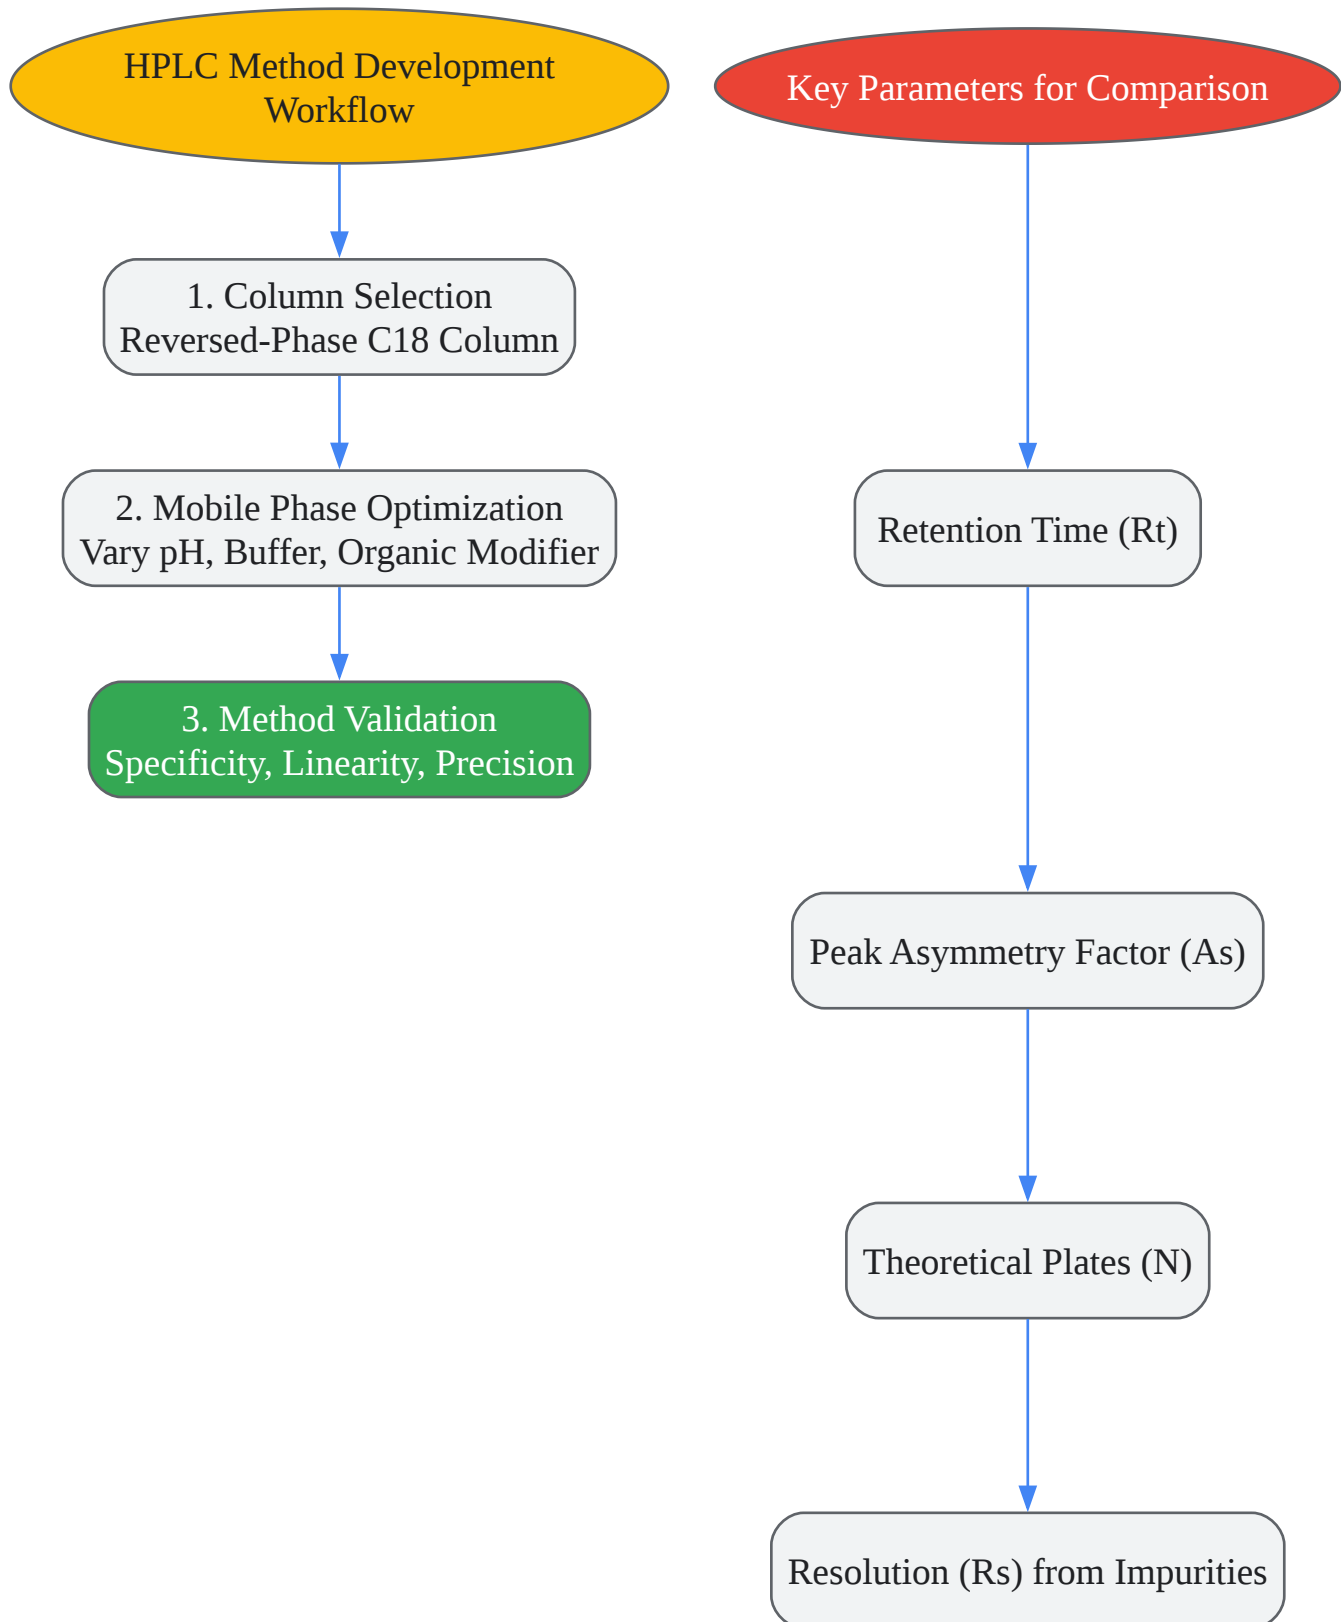 HPLC Method Development
Workflow
1. Column Selection
Reversed-Phase C18 Column
2. Mobile Phase Optimization
Vary pH, Buffer, Organic Modifier
3. Method Validation
Specificity, Linearity, Precision
Key Parameters for Comparison
Retention Time (Rt)
Peak Asymmetry Factor (As)
Theoretical Plates (N)
Resolution (Rs) from Impurities